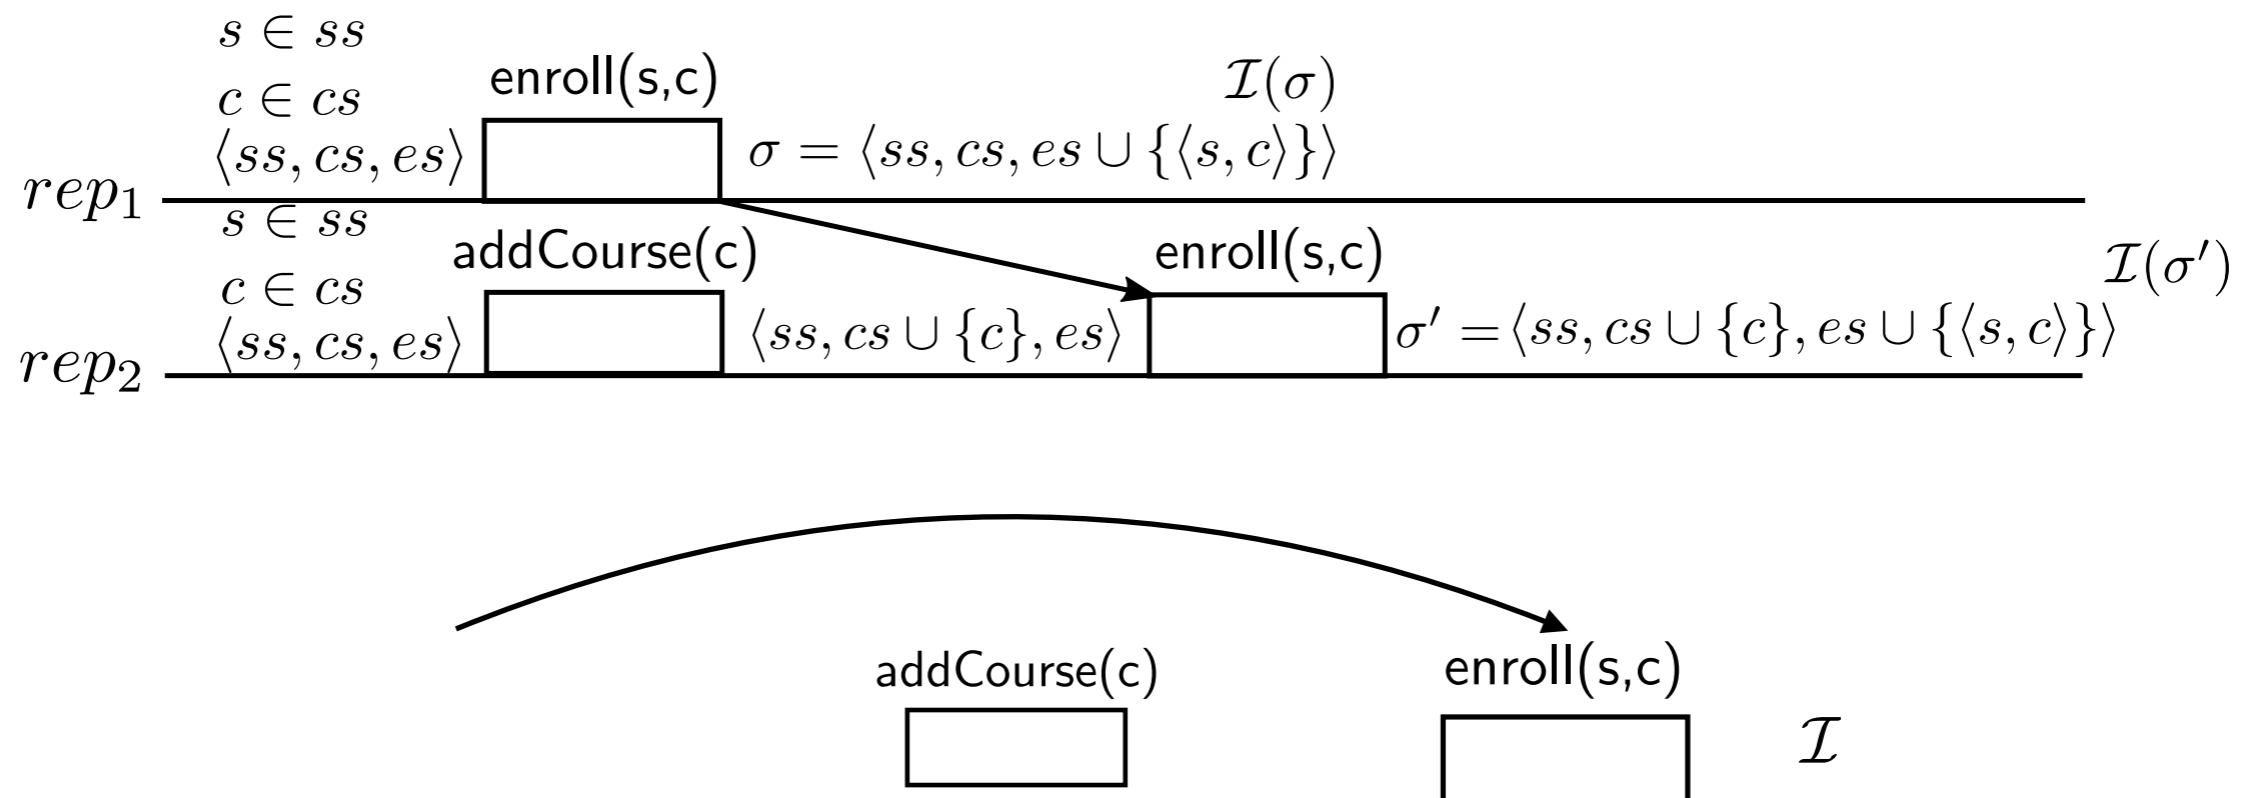 s ∈ ss
c ∈ cs
enroll(s,c)
I(σ)
⟨ss, cs, es⟩
σ = ⟨ss, cs, es ∪ {⟨s, c⟩}⟩
rep₁
s ∈ ss
c ∈ cs
addCourse(c)
enroll(s,c)
I(σ′)
⟨ss, cs, es⟩
⟨ss, cs ∪ {c}, es⟩
σ′ = ⟨ss, cs ∪ {c}, es ∪ {⟨s, c⟩}⟩
rep₂
addCourse(c)
enroll(s,c)
I